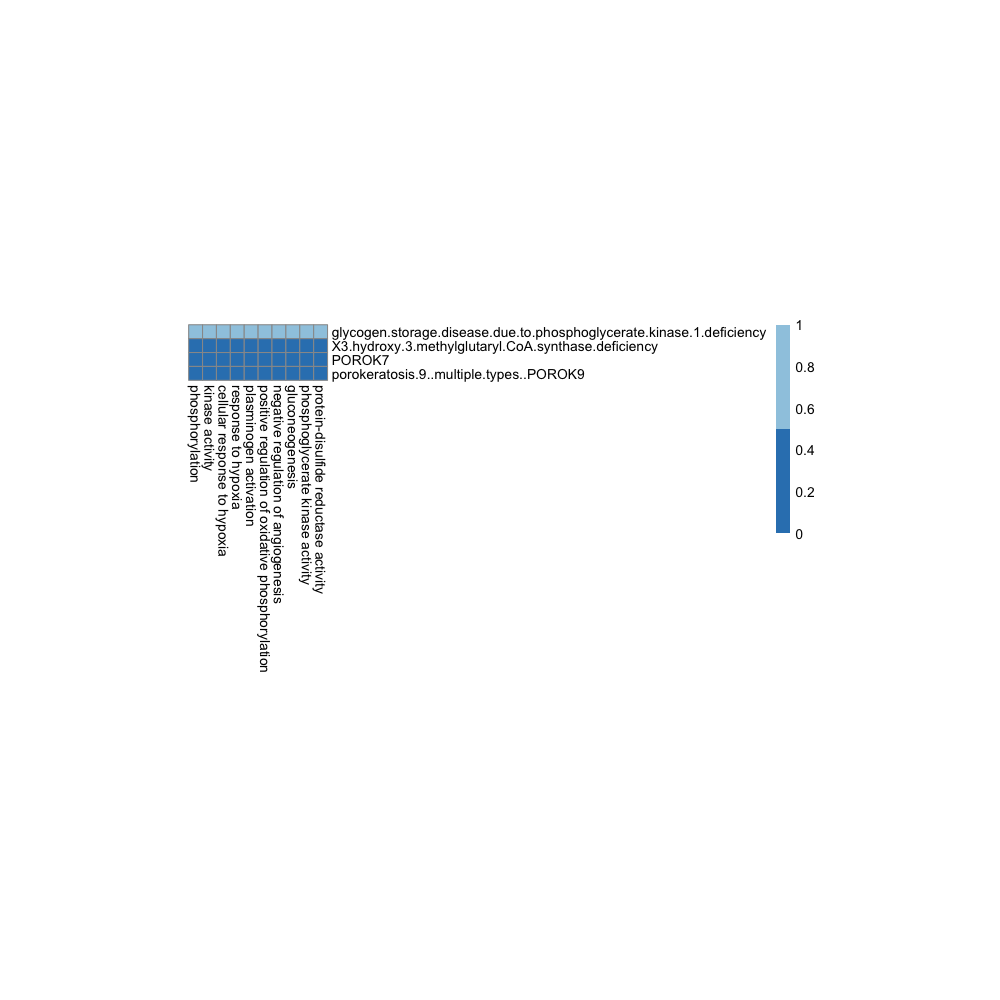 glycogen.storage.disease.due.to.phosphoglycerate.kinase.1.deficiency
X3.hydroxy.3.methylglutaryl.CoA.synthase.deficiency
POROK7
porokeratosis.9..multiple.types..POROK9
phosphorylation
kinase activity
cellular response to hypoxia
response to hypoxia
plasminogen activation
positive regulation of oxidative phosphorylation
negative regulation of angiogenesis
gluconeogenesis
phosphoglycerate kinase activity
protein-disulfide reductase activity
1
0.8
0.6
0.4
0.2
0